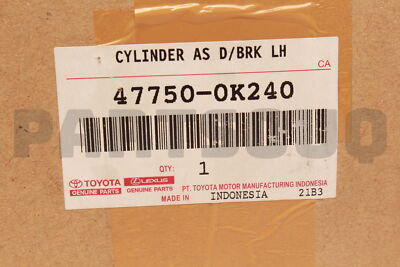 CYLINDER AS D/BRK LH
CA
47750-0K240
PARTSOUQ
QTY: 1
TOYOTA LEXUS
GENUINE PARTS GENUINE PARTS
PT. TOYOTA MOTOR MANUFACTURING INDONESIA
MADE IN INDONESIA 21B3